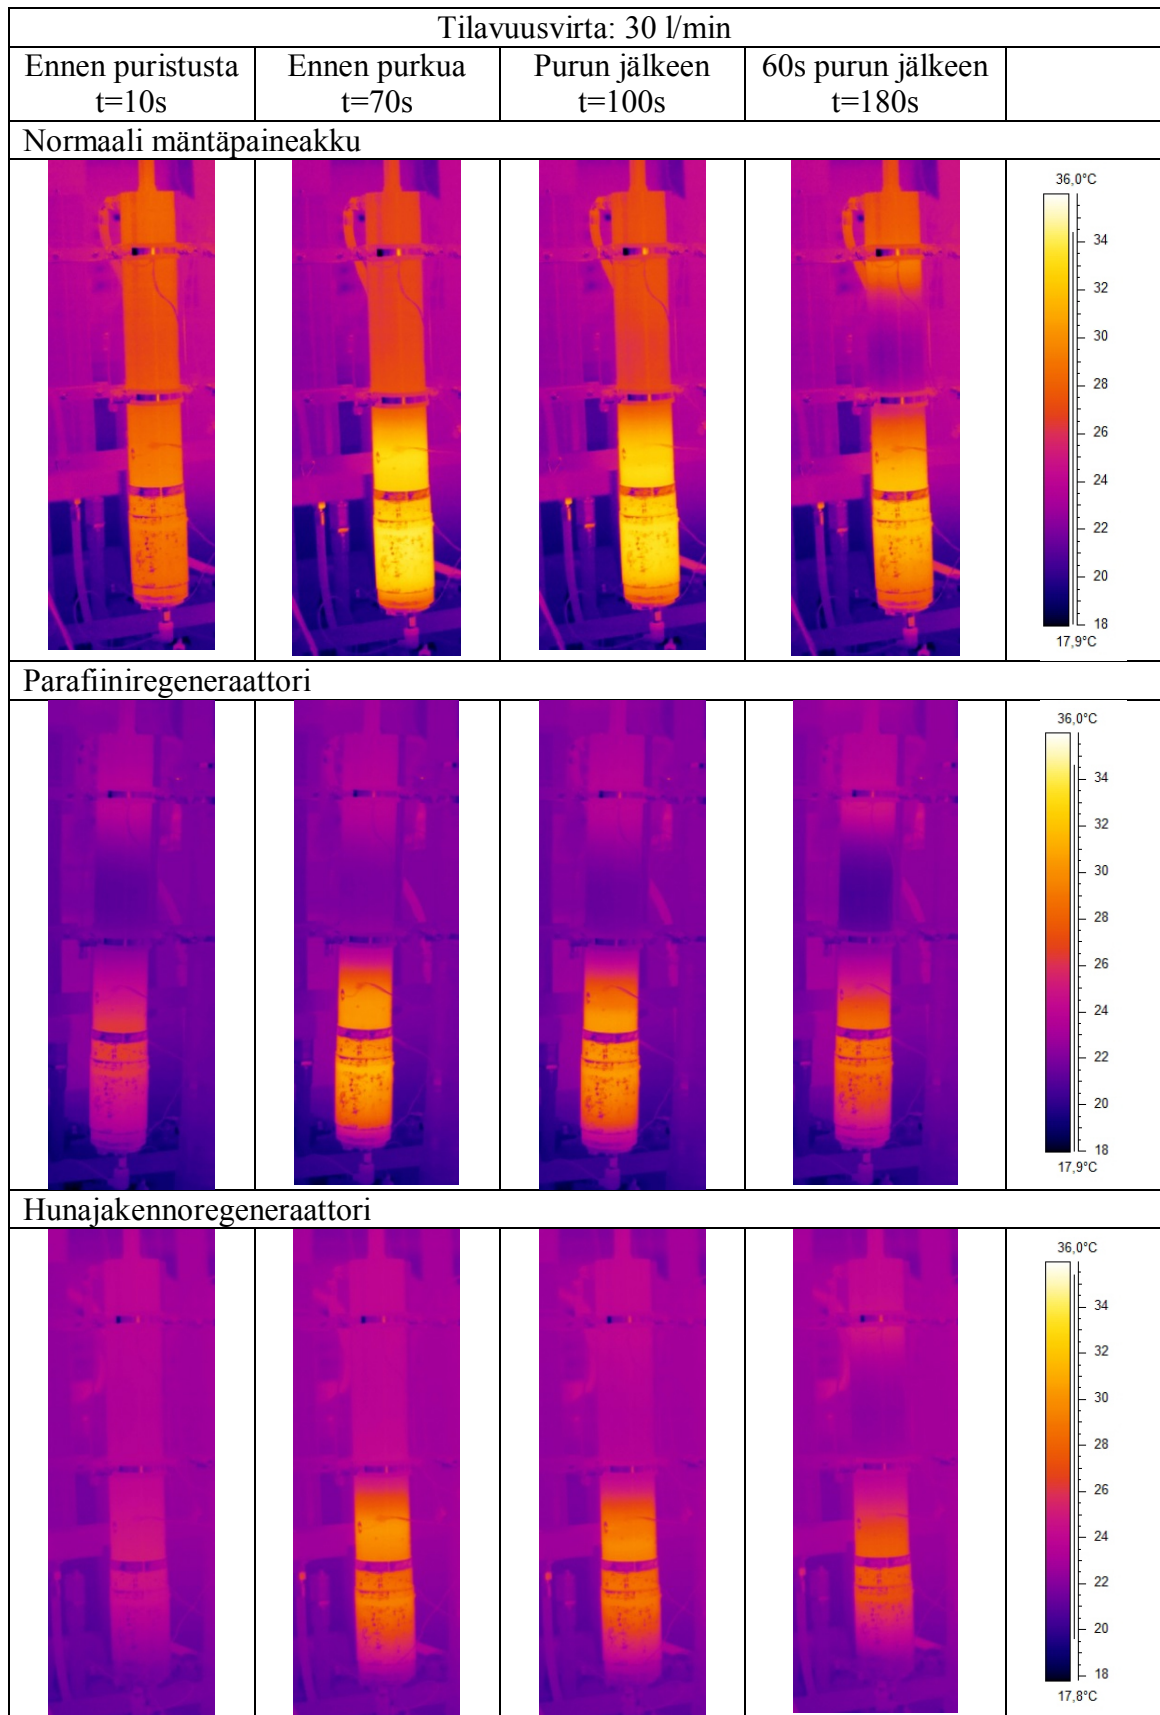 Tilavuusvirta: 30 l/min
Ennen puristusta
t=10s
Ennen purkua
t=70s
Purun jälkeen
t=100s
60s purun jälkeen
t=180s
Normaali mäntäpaineakku
36,0°C
34
32
30
28
26
24
22
20
18
17,9°C
Parafiiniregeneraattori
36,0°C
34
32
30
28
26
24
22
20
18
17,9°C
Hunajakennoregeneraattori
36,0°C
34
32
30
28
26
24
22
20
18
17,8°C